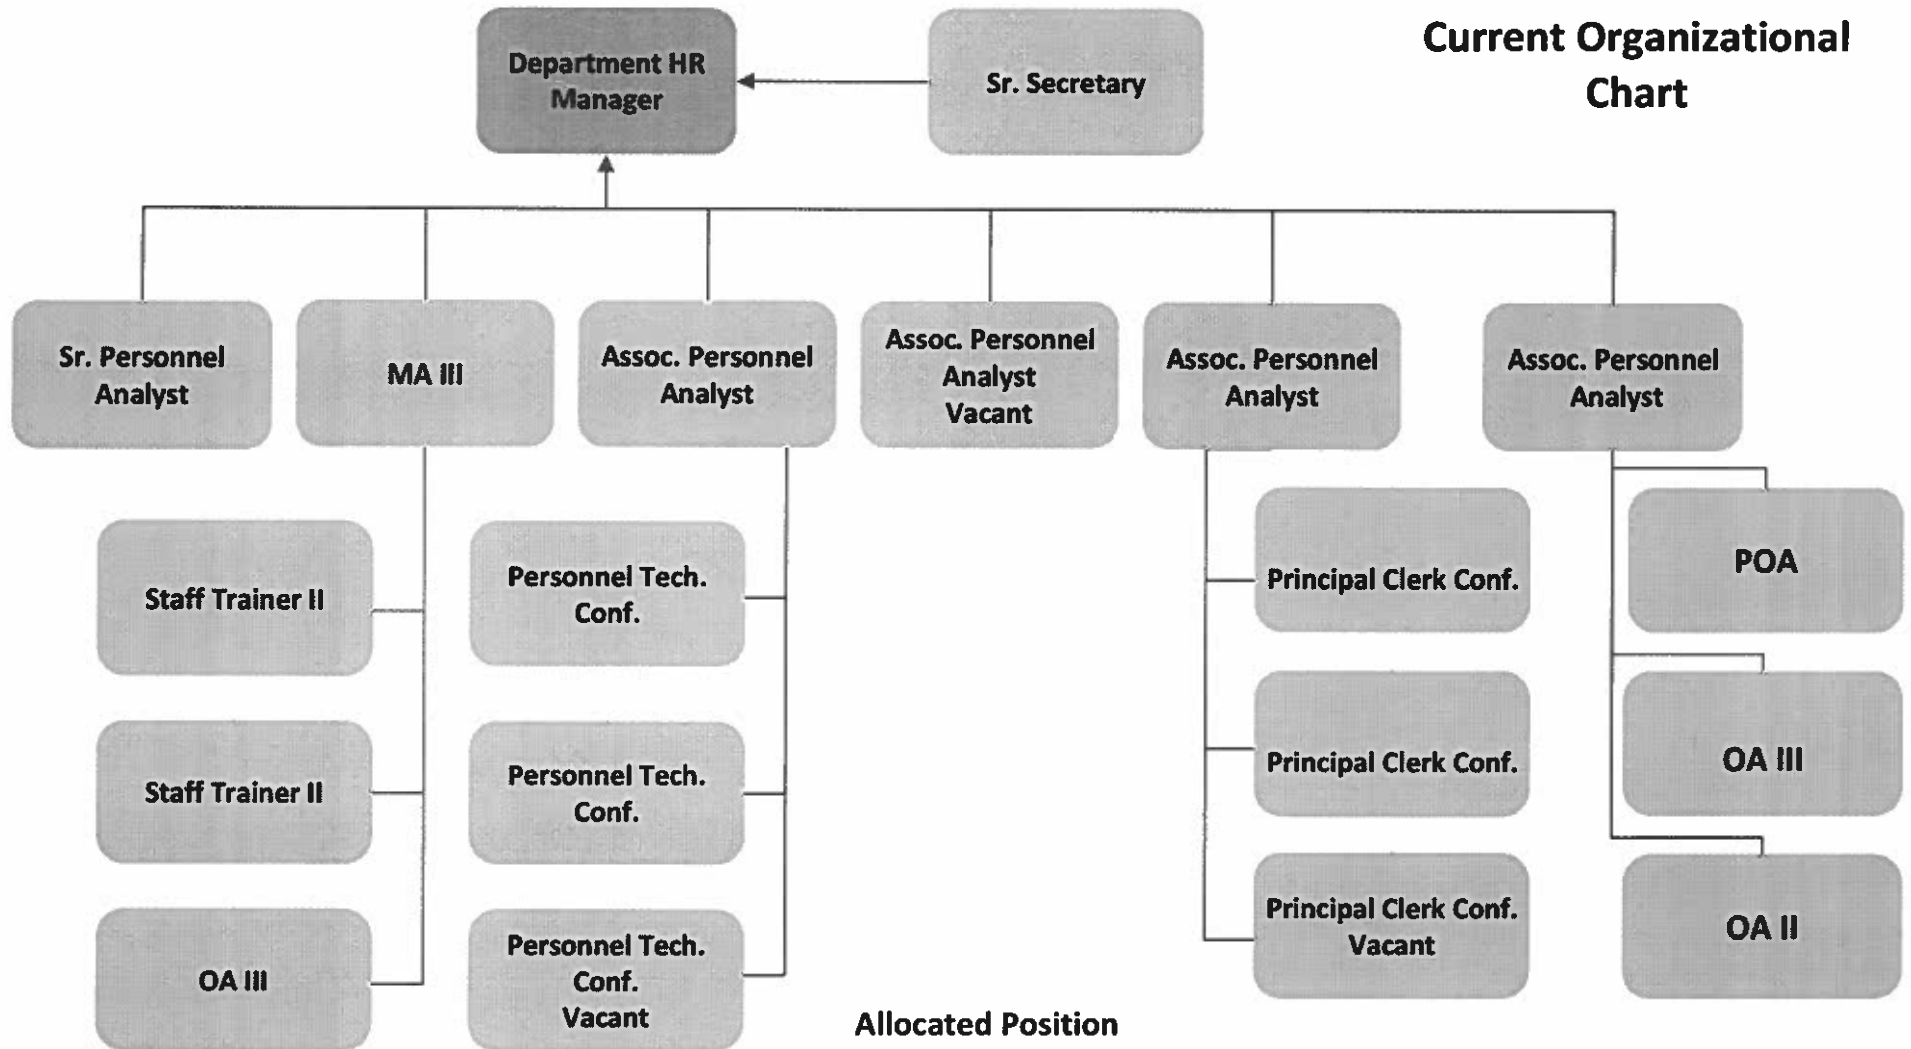 Current Organizational
Chart
Department HR
Manager
Sr. Secretary
Sr. Personnel
Analyst
MA III
Assoc. Personnel
Analyst
Assoc. Personnel
Analyst
Vacant
Assoc. Personnel
Analyst
Assoc. Personnel
Analyst
Staff Trainer II
Staff Trainer II
OA III
Personnel Tech.
Conf.
Personnel Tech.
Conf.
Personnel Tech.
Conf.
Vacant
Principal Clerk Conf.
Principal Clerk Conf.
Principal Clerk Conf.
Vacant
POA
OA III
OA II
Allocated Position